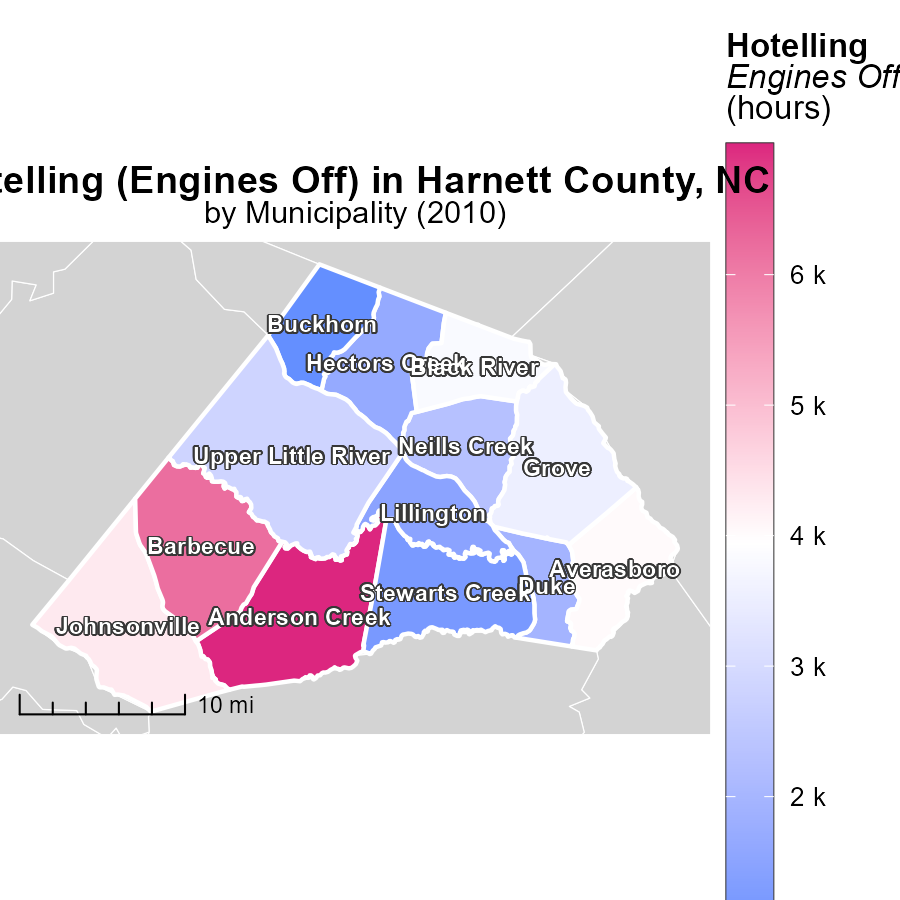 Hotelling
Engines Off
(hours)
telling (Engines Off) in Harnett County, NC
by Municipality (2010)
6 k
5 k
4 k
3 k
2 k
Buckhorn
Hectors Creek
Black River
Neills Creek
Upper Little River
Grove
Lillington
Barbecue
Averasboro
Duke
Stewarts Creek
Anderson Creek
Johnsonville
10 mi